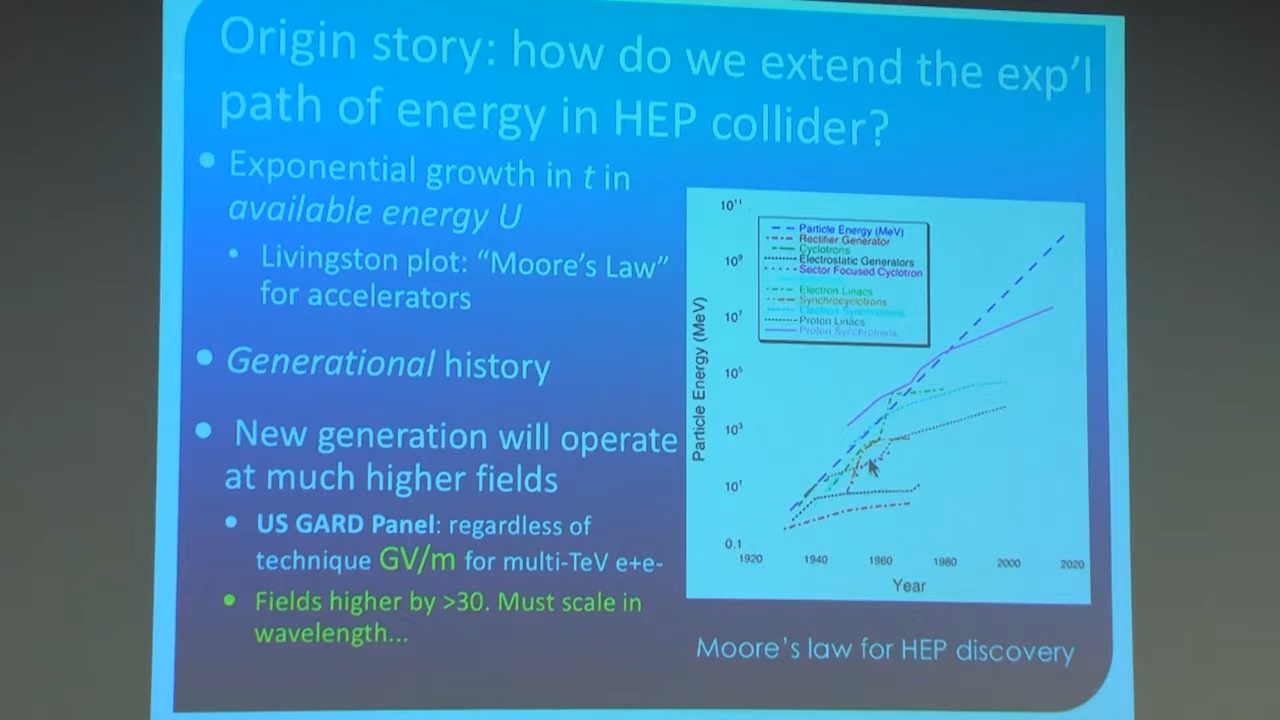 Origin story: how do we extend the exp'l
path of energy in HEP collider?
• Exponential growth in t in
available energy U
• Livingston plot: "Moore's Law"
for accelerators
• Generational history
• New generation will operate
at much higher fields
• US GARD Panel: regardless of
technique GV/m for multi-TeV e+e-
• Fields higher by >30. Must scale in
wavelength...
10¹¹
10⁹
10⁷
10⁵
10³
10¹
0.1
Particle Energy (MeV)
Particle Energy (MeV)
Rectifier Generator
Cyclotrons
Electrostatic Generators
Sector Focused Cyclotron
Electron Linacs
Synchrocyclotrons
Electron Synchrotrons
Proton Linacs
Proton Synchrotrons
1920 1940 1960 1980 2000 2020
Year
Moore's law for HEP discovery